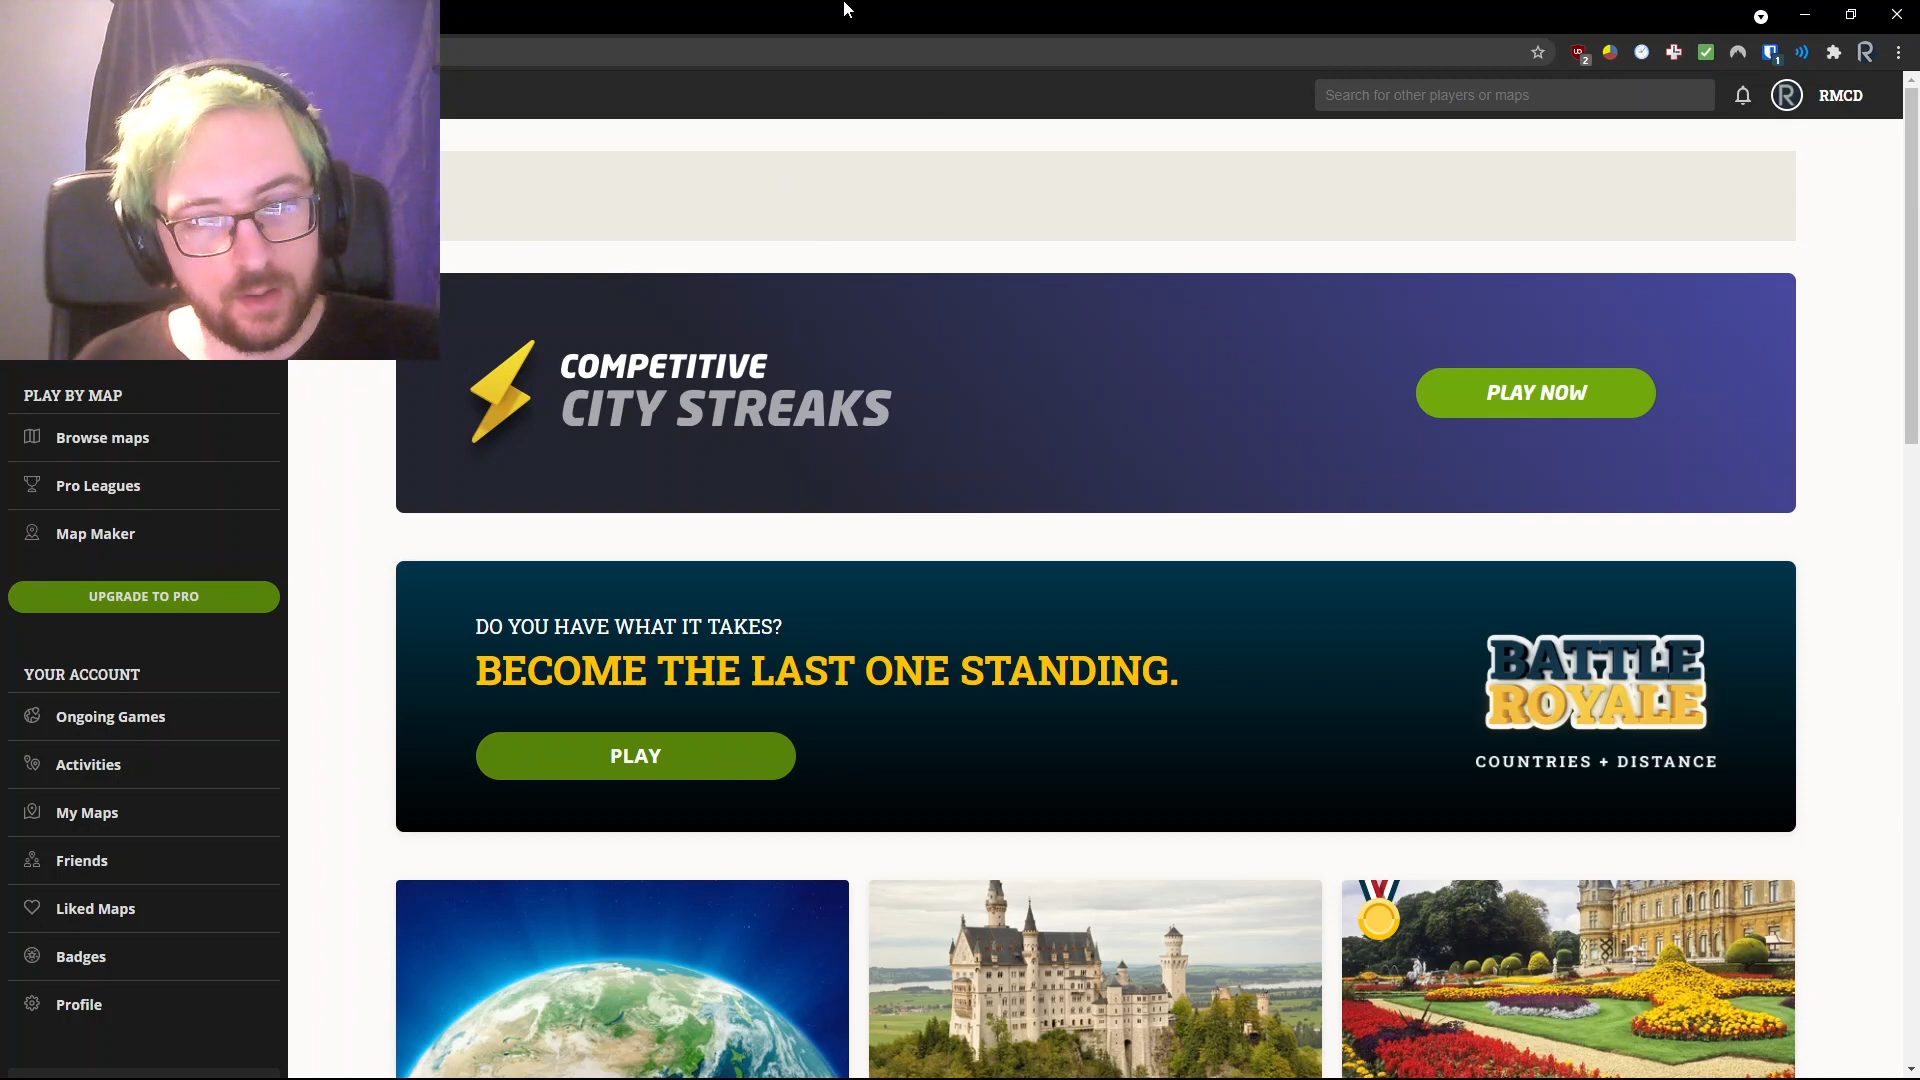 Search for other players or maps
RMCD
COMPETITIVE
CITY STREAKS
PLAY NOW
PLAY BY MAP
Browse maps
Pro Leagues
Map Maker
UPGRADE TO PRO
YOUR ACCOUNT
Ongoing Games
Activities
My Maps
Friends
Liked Maps
Badges
Profile
DO YOU HAVE WHAT IT TAKES?
BECOME THE LAST ONE STANDING.
PLAY
BATTLE
ROYALE
COUNTRIES + DISTANCE
2
1
R
R